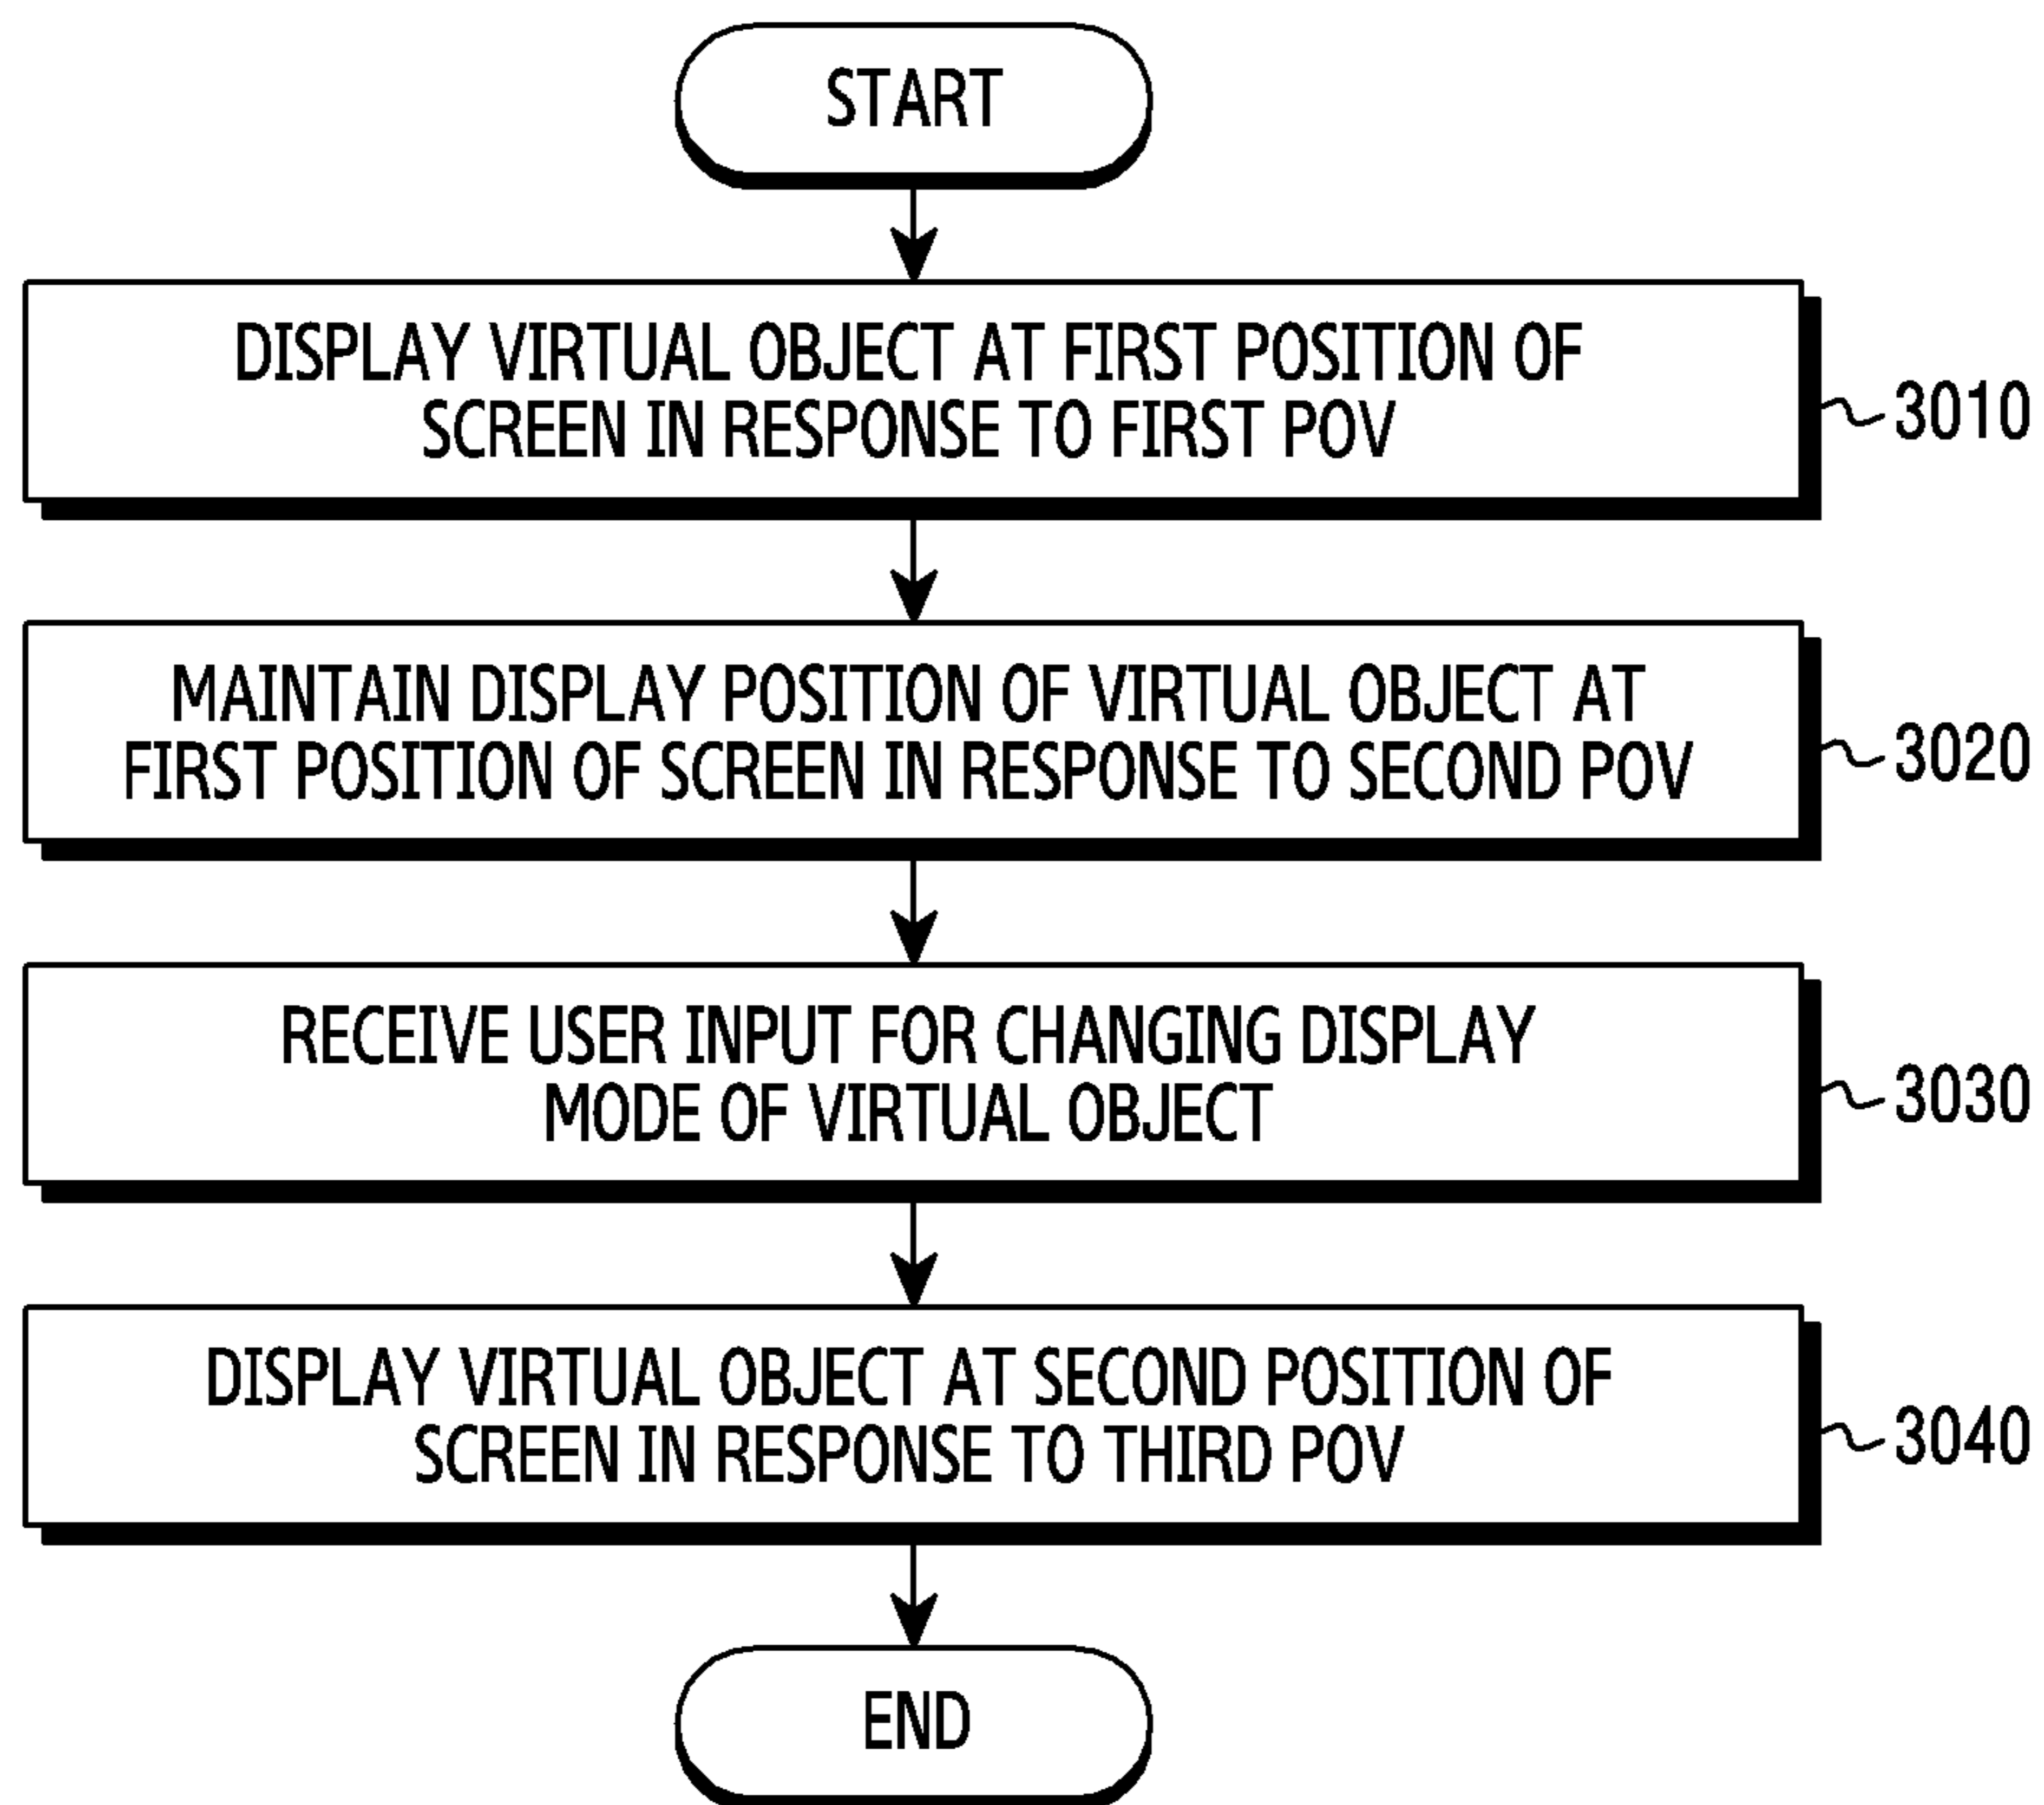 START
DISPLAY VIRTUAL OBJECT AT FIRST POSITION OF
SCREEN IN RESPONSE TO FIRST POV
3010
MAINTAIN DISPLAY POSITION OF VIRTUAL OBJECT AT
FIRST POSITION OF SCREEN IN RESPONSE TO SECOND POV
3020
RECEIVE USER INPUT FOR CHANGING DISPLAY
MODE OF VIRTUAL OBJECT
3030
DISPLAY VIRTUAL OBJECT AT SECOND POSITION OF
SCREEN IN RESPONSE TO THIRD POV
3040
END